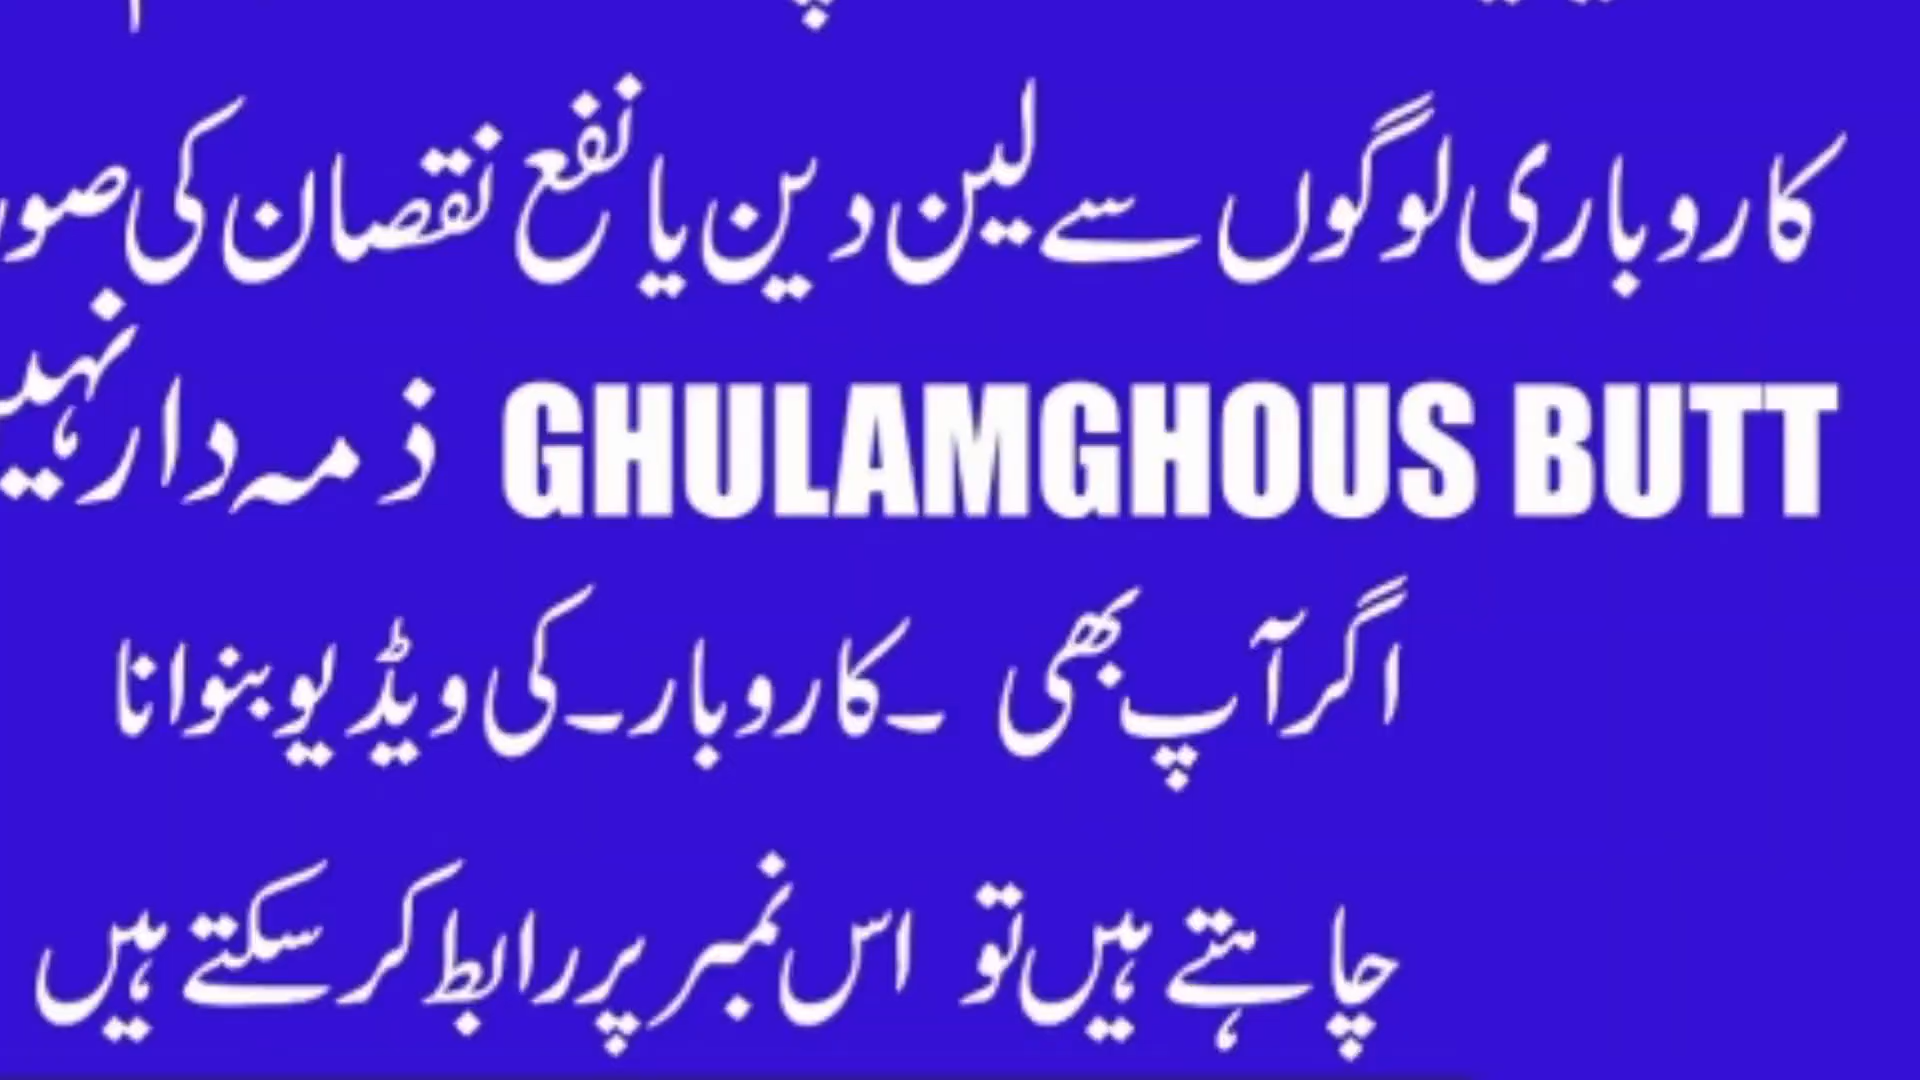 کاروباری لوگوں سے لین دین یا نفع نقصان کی
GHULAMGHOUS BUTT ذمہ دار
اگر آپ بھی ۔کاروبار۔کی ویڈیو بنوانا
چاہتے ہیں تو اس نمبر پر رابط کر سکتے ہیں